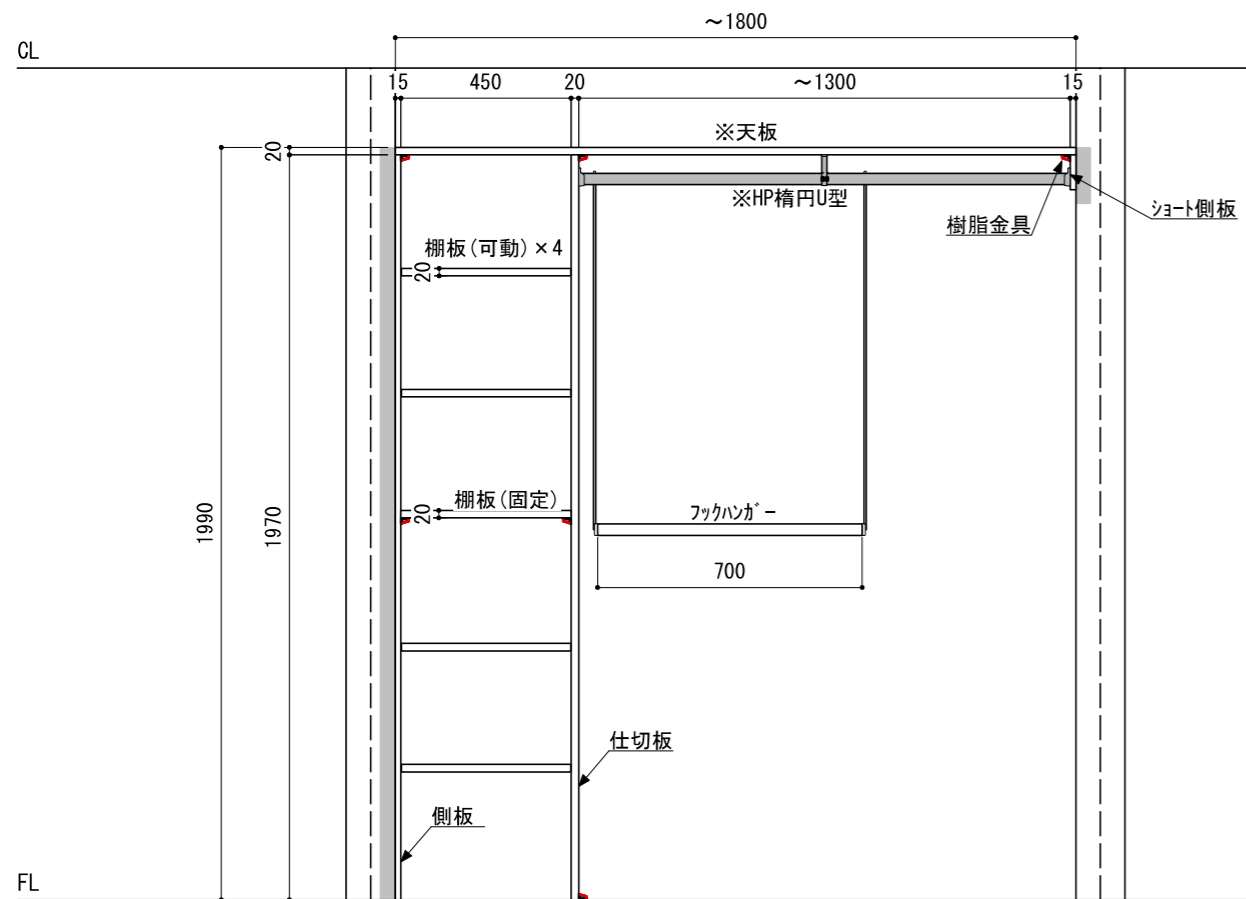 ~1800
CL
15 450 20 ~1300 15
※天板
20
※HP楕円U型
ショート側板
樹脂金具
棚板(可動)×4
20
棚板(固定)
20
フックハンガー
1990
1970
700
仕切板
側板
FL